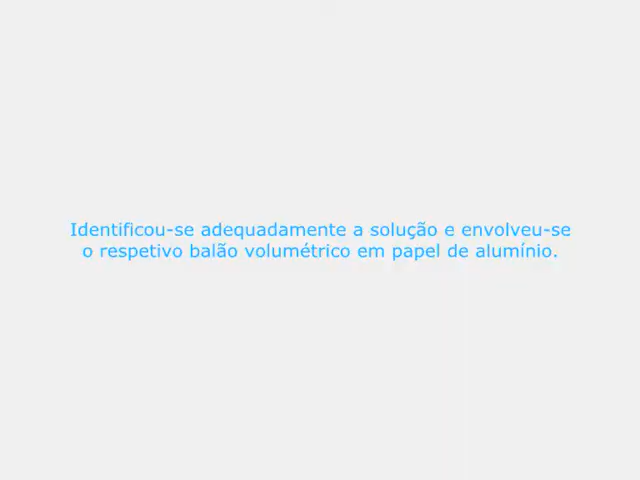 Identificou-se adequadamente a solução e envolveu-se
o respetivo balão volumétrico em papel de alumínio.